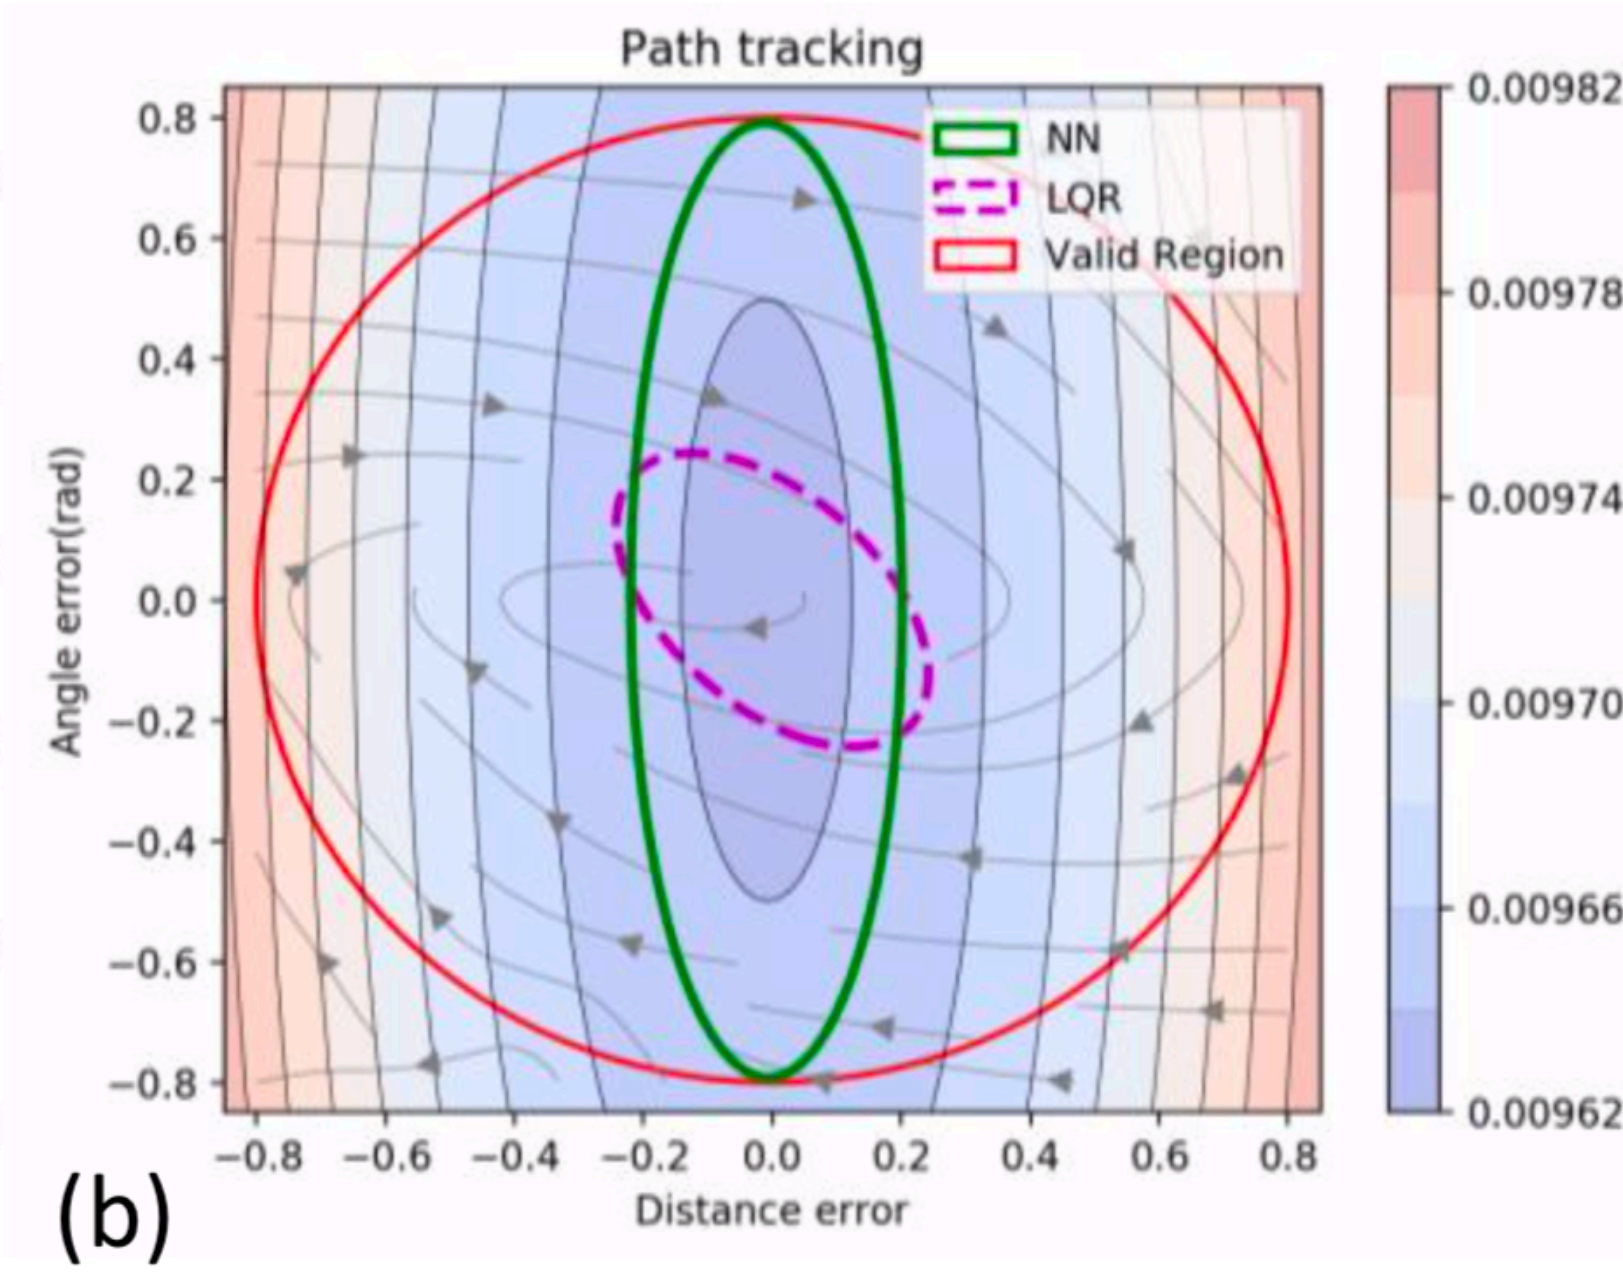 Path tracking
0.8
0.6
0.4
0.2
0.0
−0.2
−0.4
−0.6
−0.8
Angle error(rad)
NN
LQR
Valid Region
−0.8 −0.6 −0.4 −0.2 0.0 0.2 0.4 0.6 0.8
Distance error
0.00982
0.00978
0.00974
0.00970
0.00966
0.00962
(b)